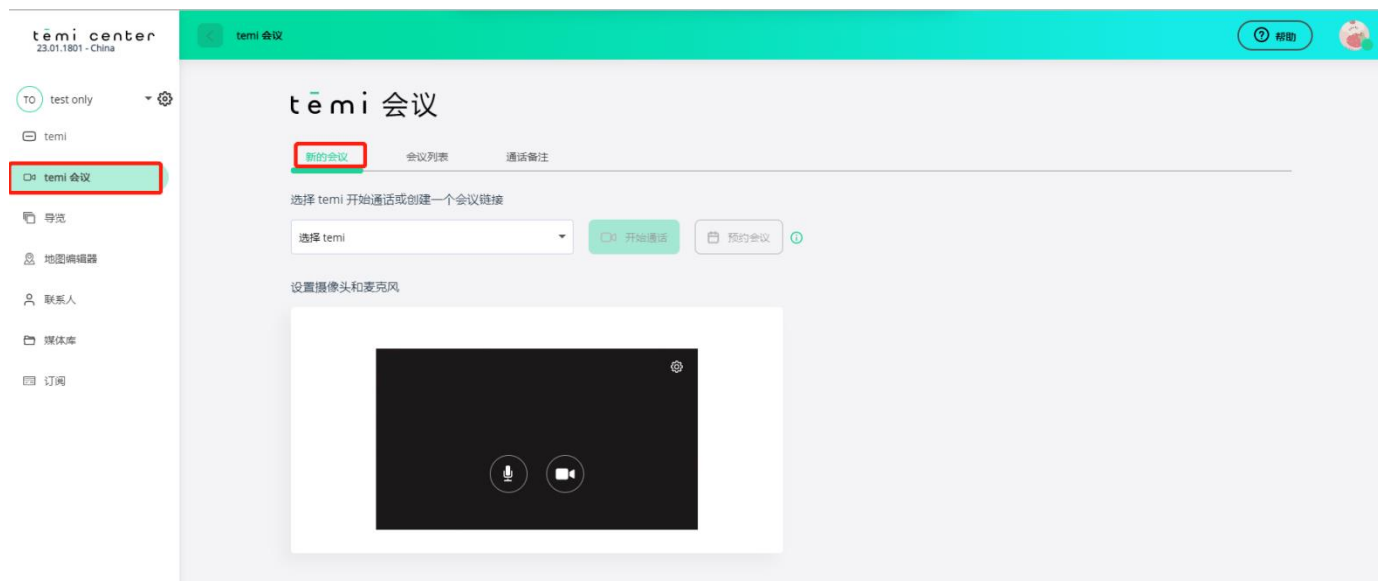 tēmi center
23.01.1801 - China
temi 会议
帮助
TO test only
temi
temi 会议
导览
地图编辑器
联系人
媒体库
订阅
tēmi 会议
新的会议 会议列表 通话备注
选择 temi 开始通话或创建一个会议链接
选择 temi 开始通话 预约会议
设置摄像头和麦克风